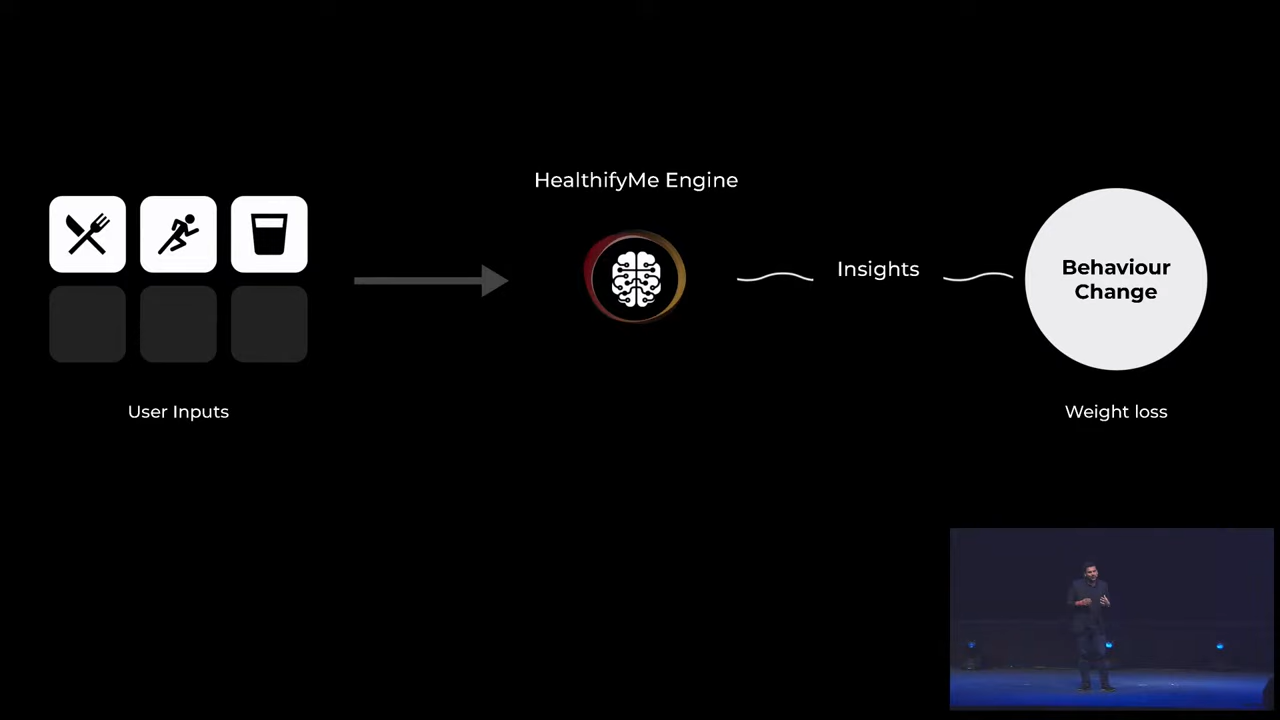 HealthifyMe Engine
Insights
Behaviour
Change
User Inputs
Weight loss